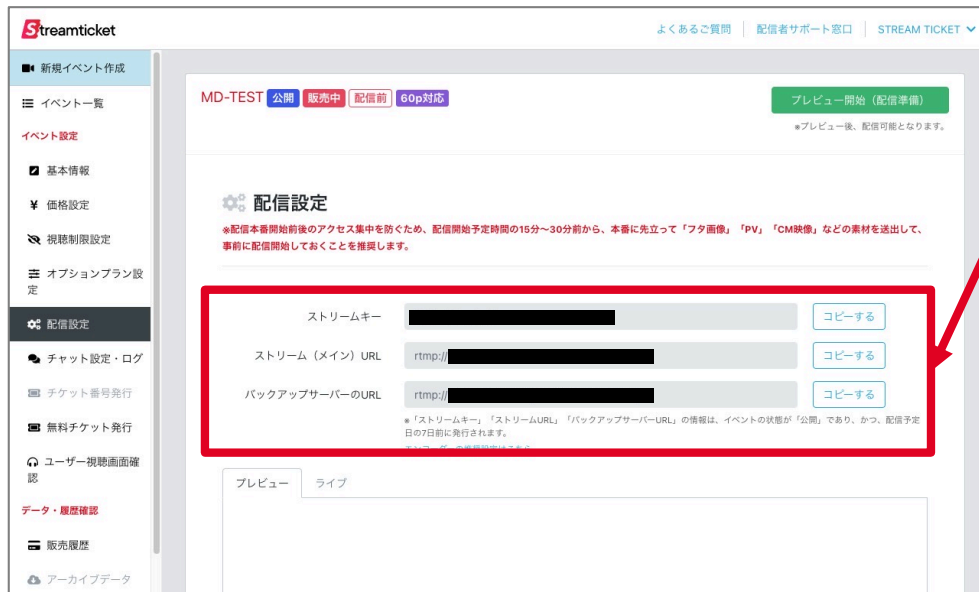 Streamticket
よくあるご質問
配信者サポート窓口
STREAM TICKET
新規イベント作成
イベント一覧
イベント設定
基本情報
価格設定
視聴制限設定
オプションプラン設
定
配信設定
チャット設定・ログ
チケット番号発行
無料チケット発行
ユーザー視聴画面確
認
データ・履歴確認
販売履歴
アーカイブデータ
MD-TEST 公開 販売中 配信前 60p対応
プレビュー開始（配信準備）
※プレビュー後、配信可能となります。
配信設定
※配信本番開始前後のアクセス集中を防ぐため、配信開始予定時間の15分〜30分前から、本番に先立って「フタ画像」「PV」「CM映像」などの素材を送出して、
事前に配信開始しておくことを推奨します。
ストリームキー
コピーする
ストリーム（メイン）URL
rtmp://
コピーする
バックアップサーバーのURL
rtmp://
コピーする
※「ストリームキー」「ストリームURL」「バックアップサーバーURL」の情報は、イベントの状態が「公開」であり、かつ、配信予定
日の7日前に発行されます。
プレビュー
ライブ